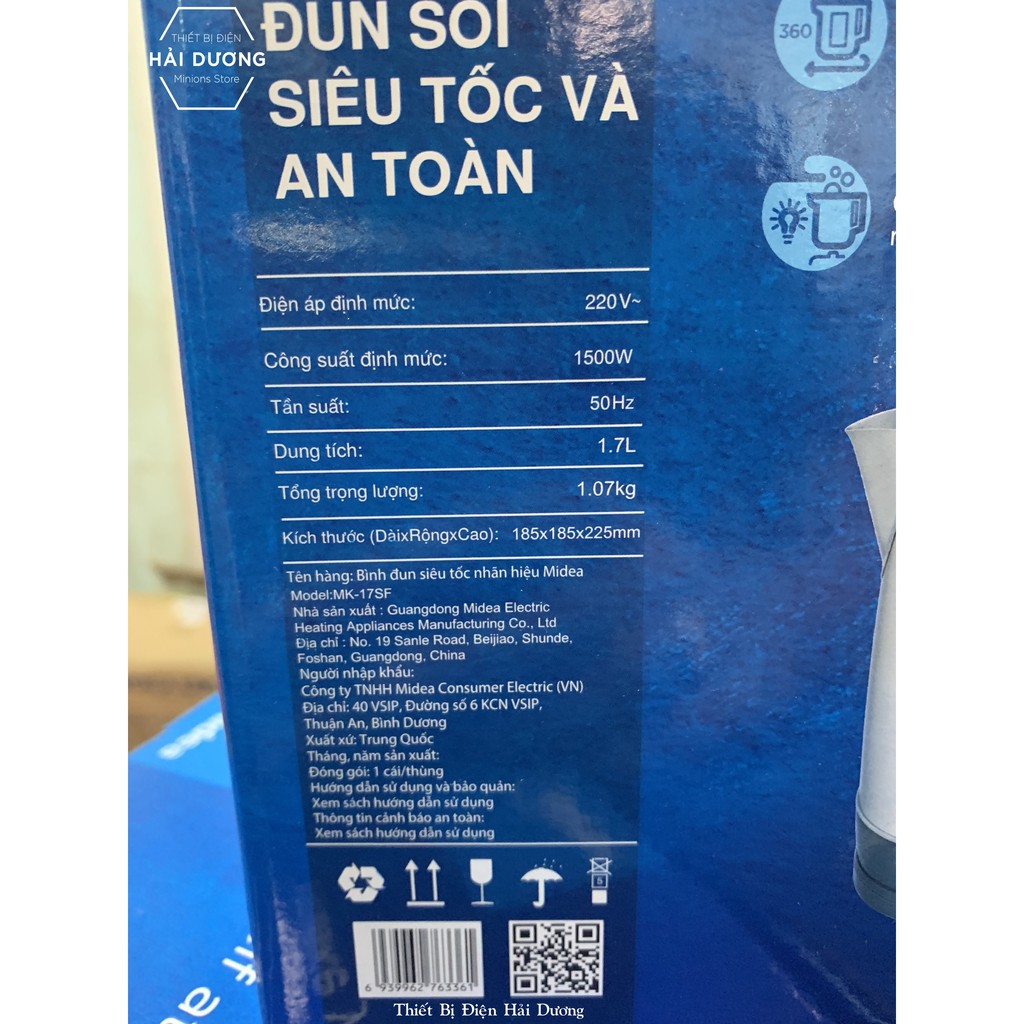 THIẾT BỊ ĐIỆN
HẢI DƯƠNG
Minions Store
ĐUN SÔI
SIÊU TỐC VÀ
AN TOÀN
360
Điện áp định mức: 220V~
Công suất định mức: 1500W
Tần suất: 50Hz
Dung tích: 1.7L
Tổng trọng lượng: 1.07kg
Kích thước (DàixRộngxCao): 185x185x225mm
Tên hàng: Bình đun siêu tốc nhãn hiệu Midea
Model:MK-17SF
Nhà sản xuất : Guangdong Midea Electric
Heating Appliances Manufacturing Co., Ltd
Địa chỉ : No. 19 Sanle Road, Beijiao, Shunde,
Foshan, Guangdong, China
Người nhập khẩu:
Công ty TNHH Midea Consumer Electric (VN)
Địa chỉ: 40 VSIP, Đường số 6 KCN VSIP,
Thuận An, Bình Dương
Xuất xứ: Trung Quốc
Tháng, năm sản xuất:
Đóng gói: 1 cái/thùng
Hướng dẫn sử dụng và bảo quản:
Xem sách hướng dẫn sử dụng
Thông tin cảnh báo an toàn:
Xem sách hướng dẫn sử dụng
5
6 939962 763361
Thiết Bị Điện Hải Dương